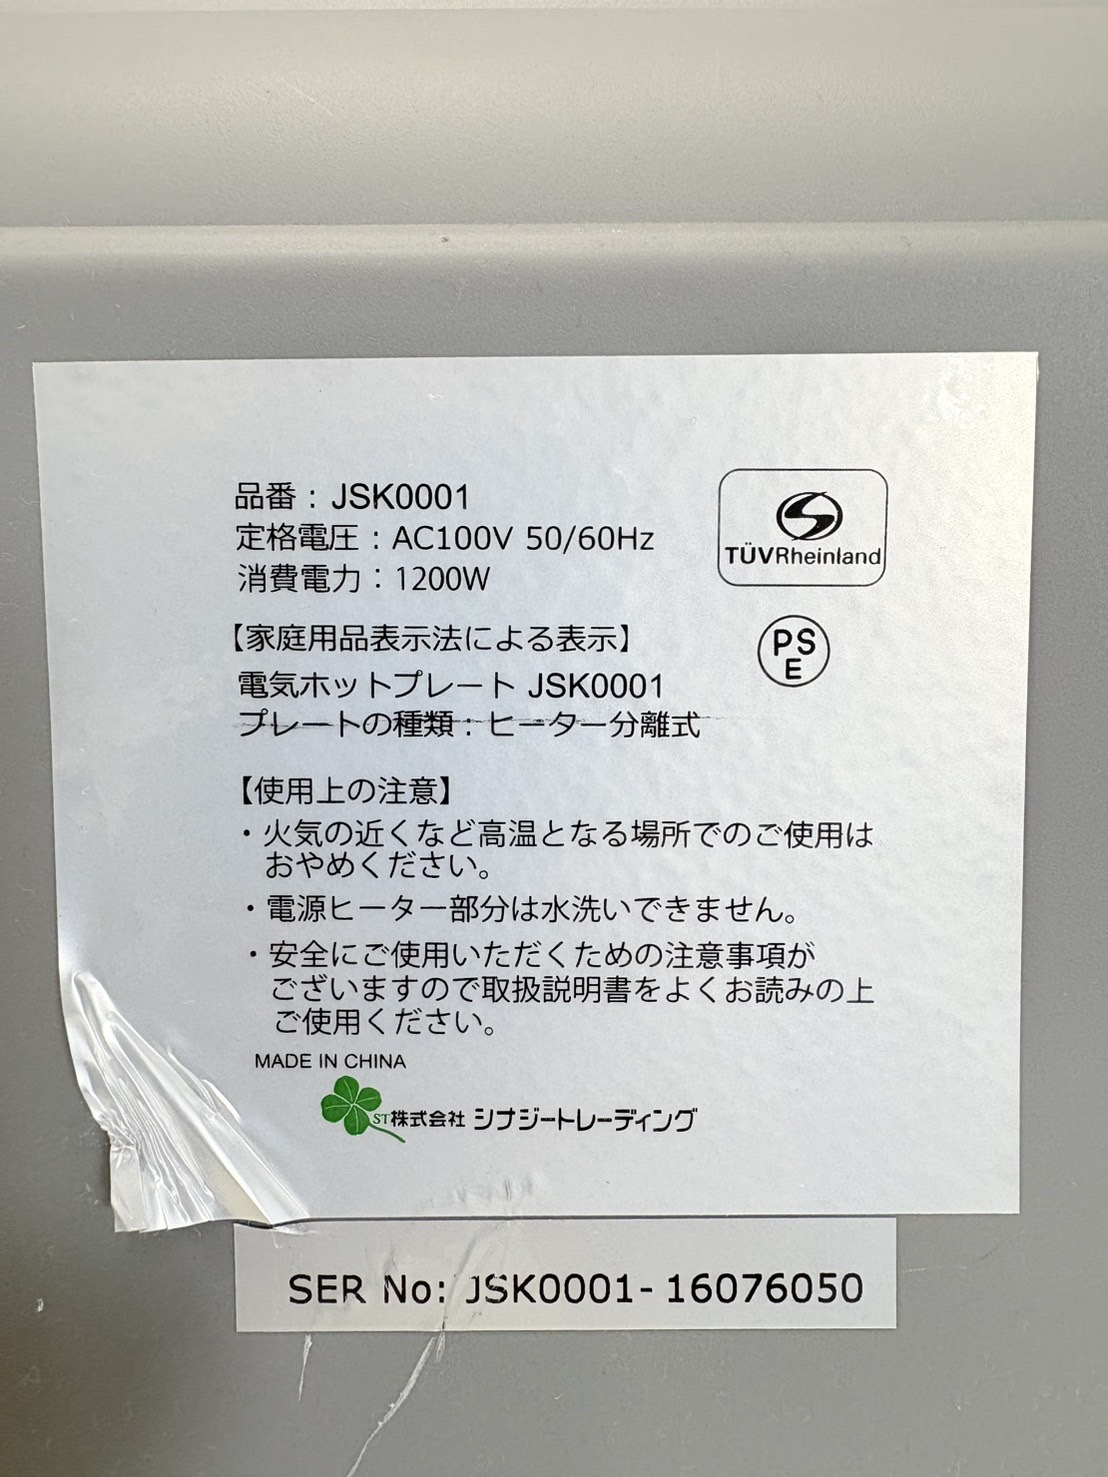 品番：JSK0001
定格電圧：AC100V 50/60Hz
消費電力：1200W
TÜVRheinland
PS
E
【家庭用品表示法による表示】
電気ホットプレート JSK0001
プレートの種類：ヒーター分離式
【使用上の注意】
・火気の近くなど高温となる場所でのご使用は
おやめください。
・電源ヒーター部分は水洗いできません。
・安全にご使用いただくための注意事項が
ございますので取扱説明書をよくお読みの上
ご使用ください。
MADE IN CHINA
ST株式会社 シナジートレーディング
SER No: JSK0001- 16076050